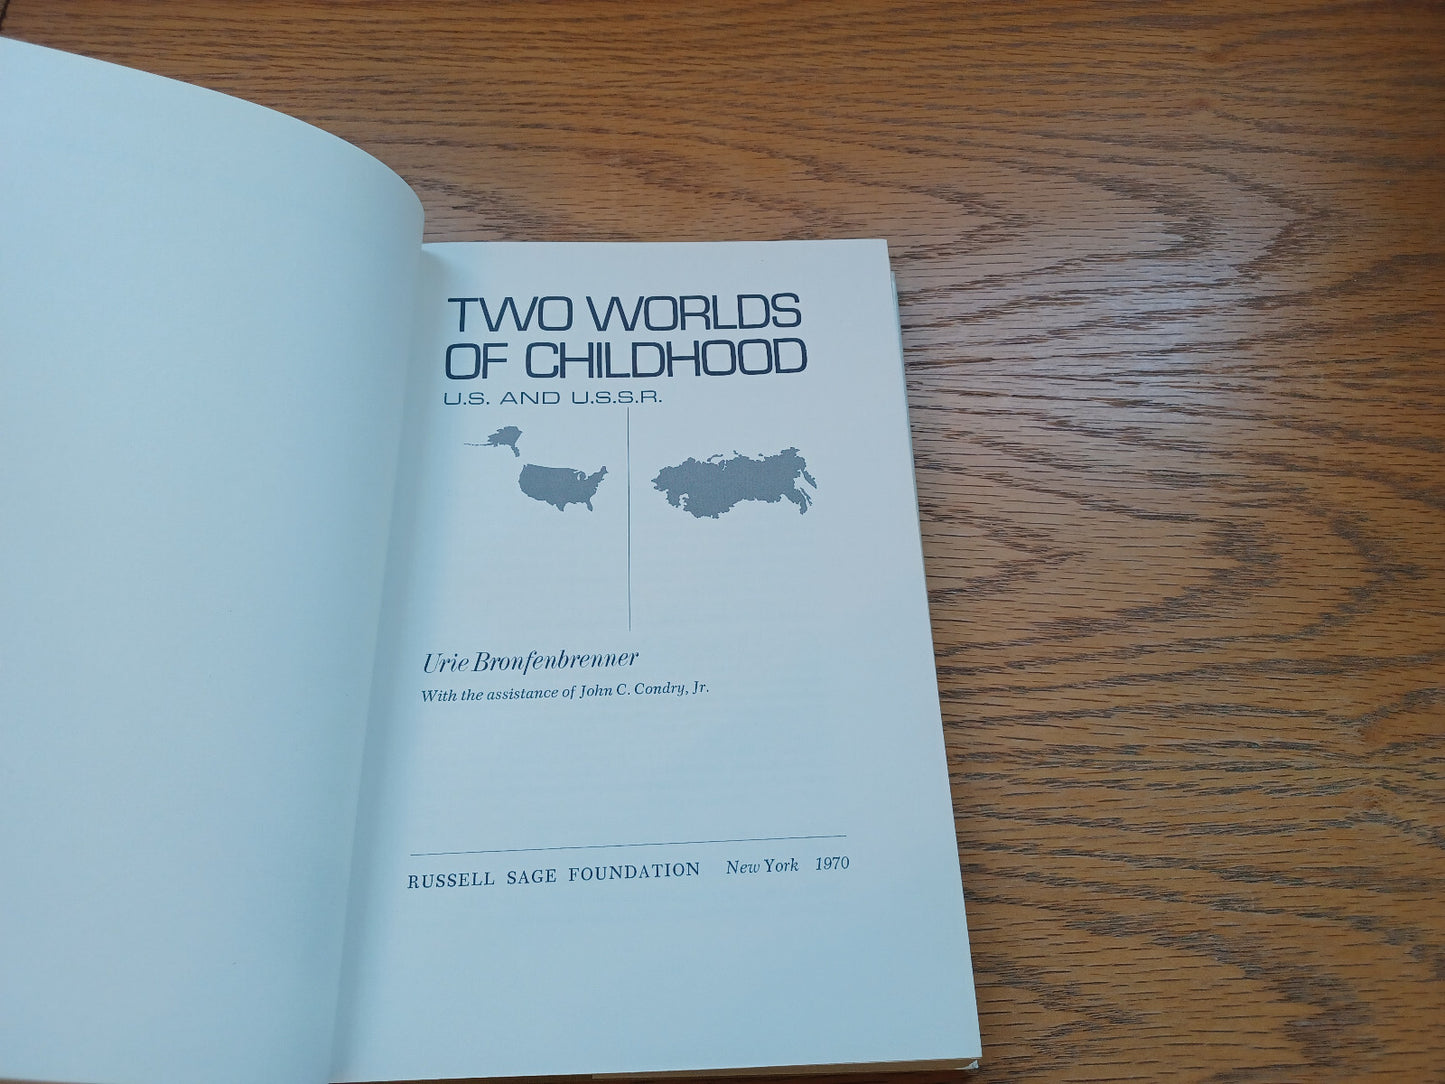 TWO WORLDS
OF CHILDHOOD
U.S. AND U.S.S.R.
Urie Bronfenbrenner
With the assistance of John C. Condry, Jr.
RUSSELL SAGE FOUNDATION New York 1970